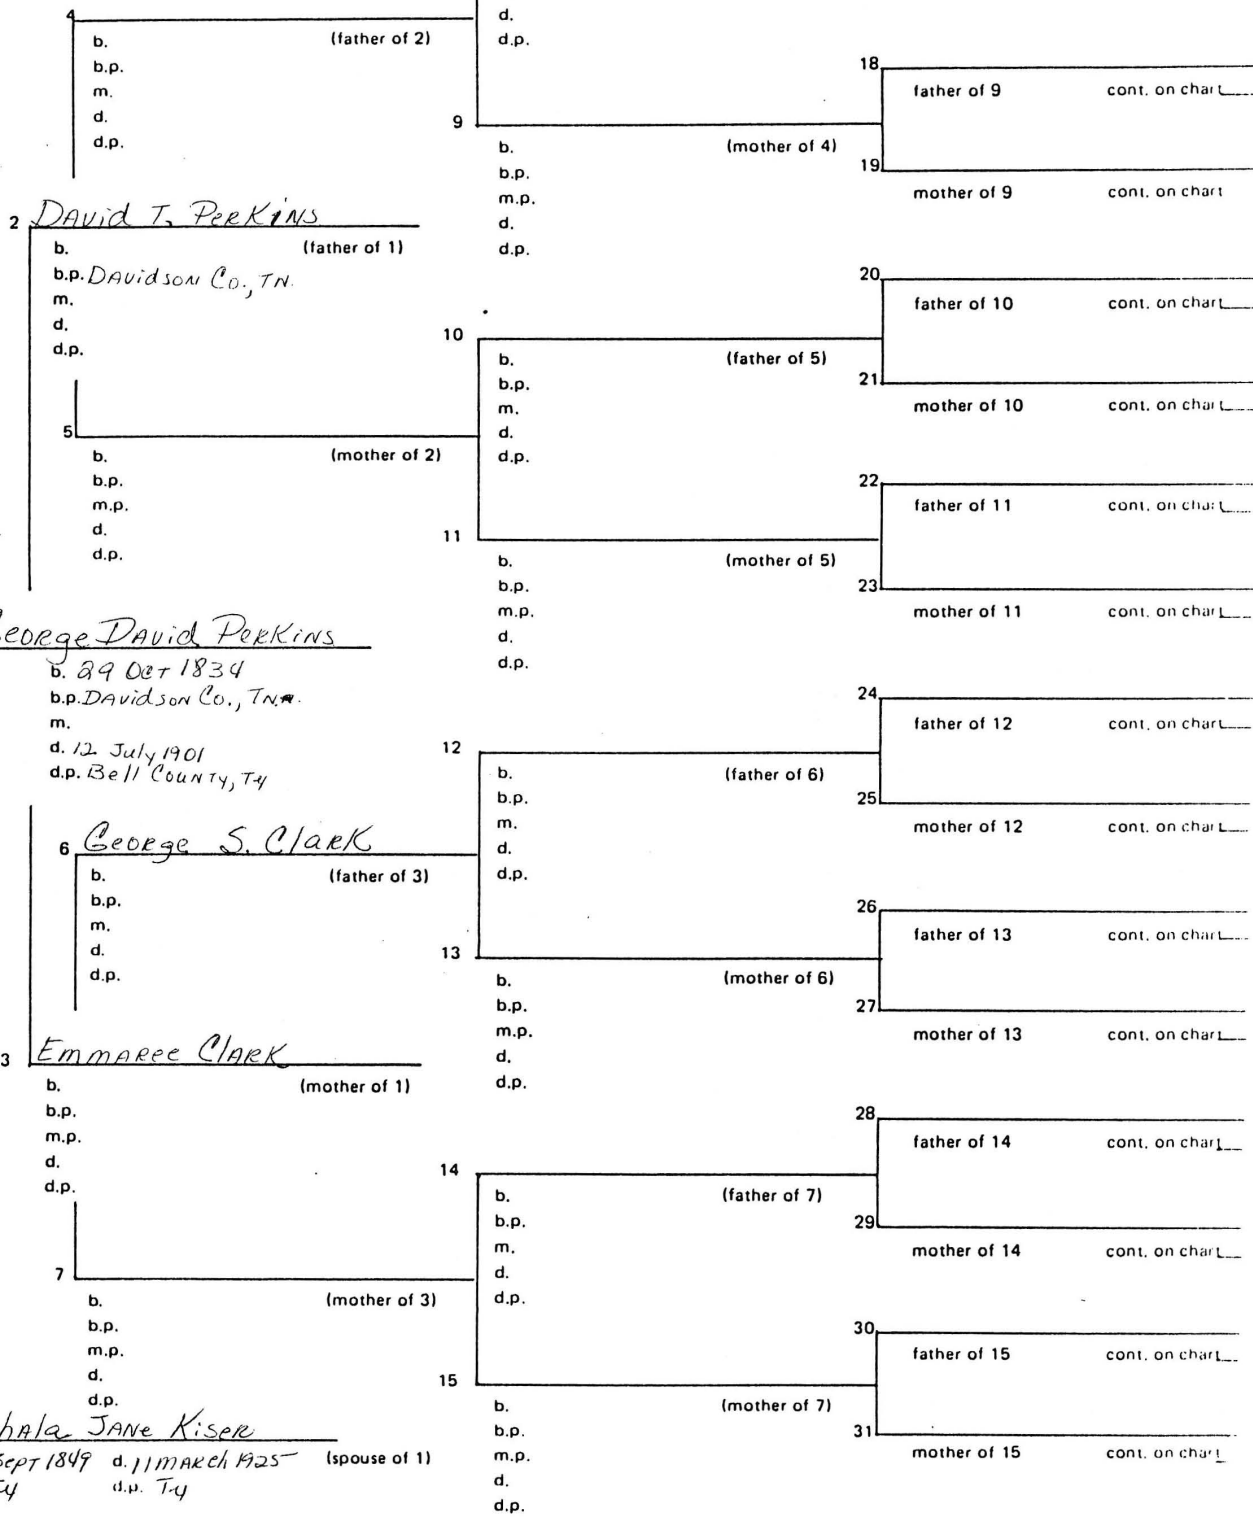 4
b. (father of 2)
b.p.
m.
d.
d.p.
d.
d.p.
9
b. (mother of 4)
b.p.
m.p.
d.
d.p.
18
father of 9 cont. on chart
19
mother of 9 cont. on chart
2 David T. Perkins
b. (father of 1)
b.p. Davidson Co., TN.
m.
d.
d.p.
5
b. (mother of 2)
b.p.
m.p.
d.
d.p.
10
b. (father of 5)
b.p.
m.
d.
d.p.
20
father of 10 cont. on chart
21
mother of 10 cont. on chart
11
b. (mother of 5)
b.p.
m.p.
d.
d.p.
22
father of 11 cont. on chart
23
mother of 11 cont. on chart
George David Perkins
b. 29 Oct 1834
b.p. Davidson Co., TN.
m.
d. 12 July 1901
d.p. Bell County, TY
6 George S. Clark
b. (father of 3)
b.p.
m.
d.
d.p.
12
b. (father of 6)
b.p.
m.
d.
d.p.
24
father of 12 cont. on chart
25
mother of 12 cont. on chart
13
b. (mother of 6)
b.p.
m.p.
d.
d.p.
26
father of 13 cont. on chart
27
mother of 13 cont. on chart
3 Emmaree Clark
b. (mother of 1)
b.p.
m.p.
d.
d.p.
7
b. (mother of 3)
b.p.
m.p.
d.
d.p.
14
b. (father of 7)
b.p.
m.
d.
d.p.
28
father of 14 cont. on chart
29
mother of 14 cont. on chart
15
b. (mother of 7)
b.p.
m.p.
d.
d.p.
30
father of 15 cont. on chart
31
mother of 15 cont. on chart
Jane Kiser
Sept 1849 d. 11 March 1925 (spouse of 1)
d.p. TY